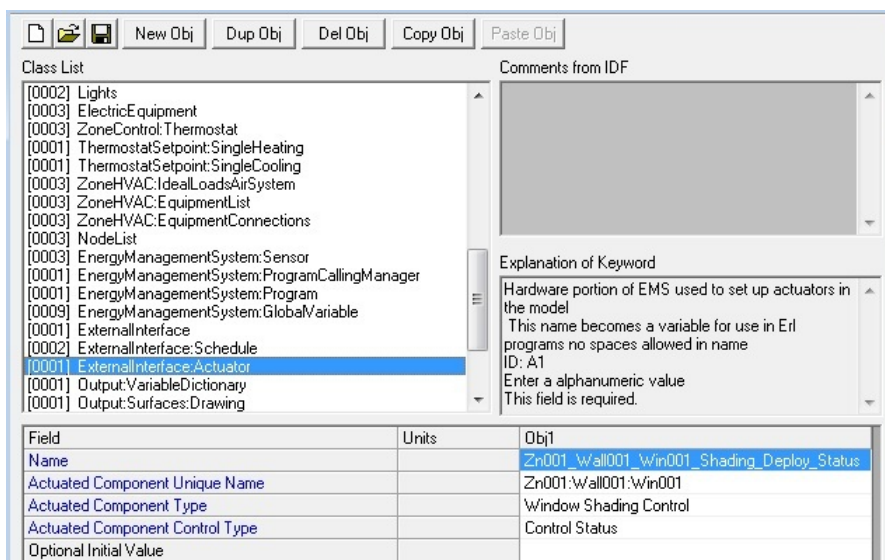 New Obj Dup Obj Del Obj Copy Obj Paste Obj
Class List
[0002] Lights
[0003] ElectricEquipment
[0003] ZoneControl:Thermostat
[0001] ThermostatSetpoint:SingleHeating
[0001] ThermostatSetpoint:SingleCooling
[0003] ZoneHVAC:IdealLoadsAirSystem
[0003] ZoneHVAC:EquipmentList
[0003] ZoneHVAC:EquipmentConnections
[0003] NodeList
[0003] EnergyManagementSystem:Sensor
[0001] EnergyManagementSystem:ProgramCallingManager
[0001] EnergyManagementSystem:Program
[0009] EnergyManagementSystem:GlobalVariable
[0001] ExternalInterface
[0002] ExternalInterface:Schedule
[0001] ExternalInterface:Actuator
[0001] Output:VariableDictionary
[0001] Output:Surfaces:Drawing
Comments from IDF
Explanation of Keyword
Hardware portion of EMS used to set up actuators in
the model
This name becomes a variable for use in Erl
programs no spaces allowed in name
ID: A1
Enter a alphanumeric value
This field is required.
Field Units Obj1
Name Zn001_Wall001_Win001_Shading_Deploy_Status
Actuated Component Unique Name Zn001:Wall001:Win001
Actuated Component Type Window Shading Control
Actuated Component Control Type Control Status
Optional Initial Value